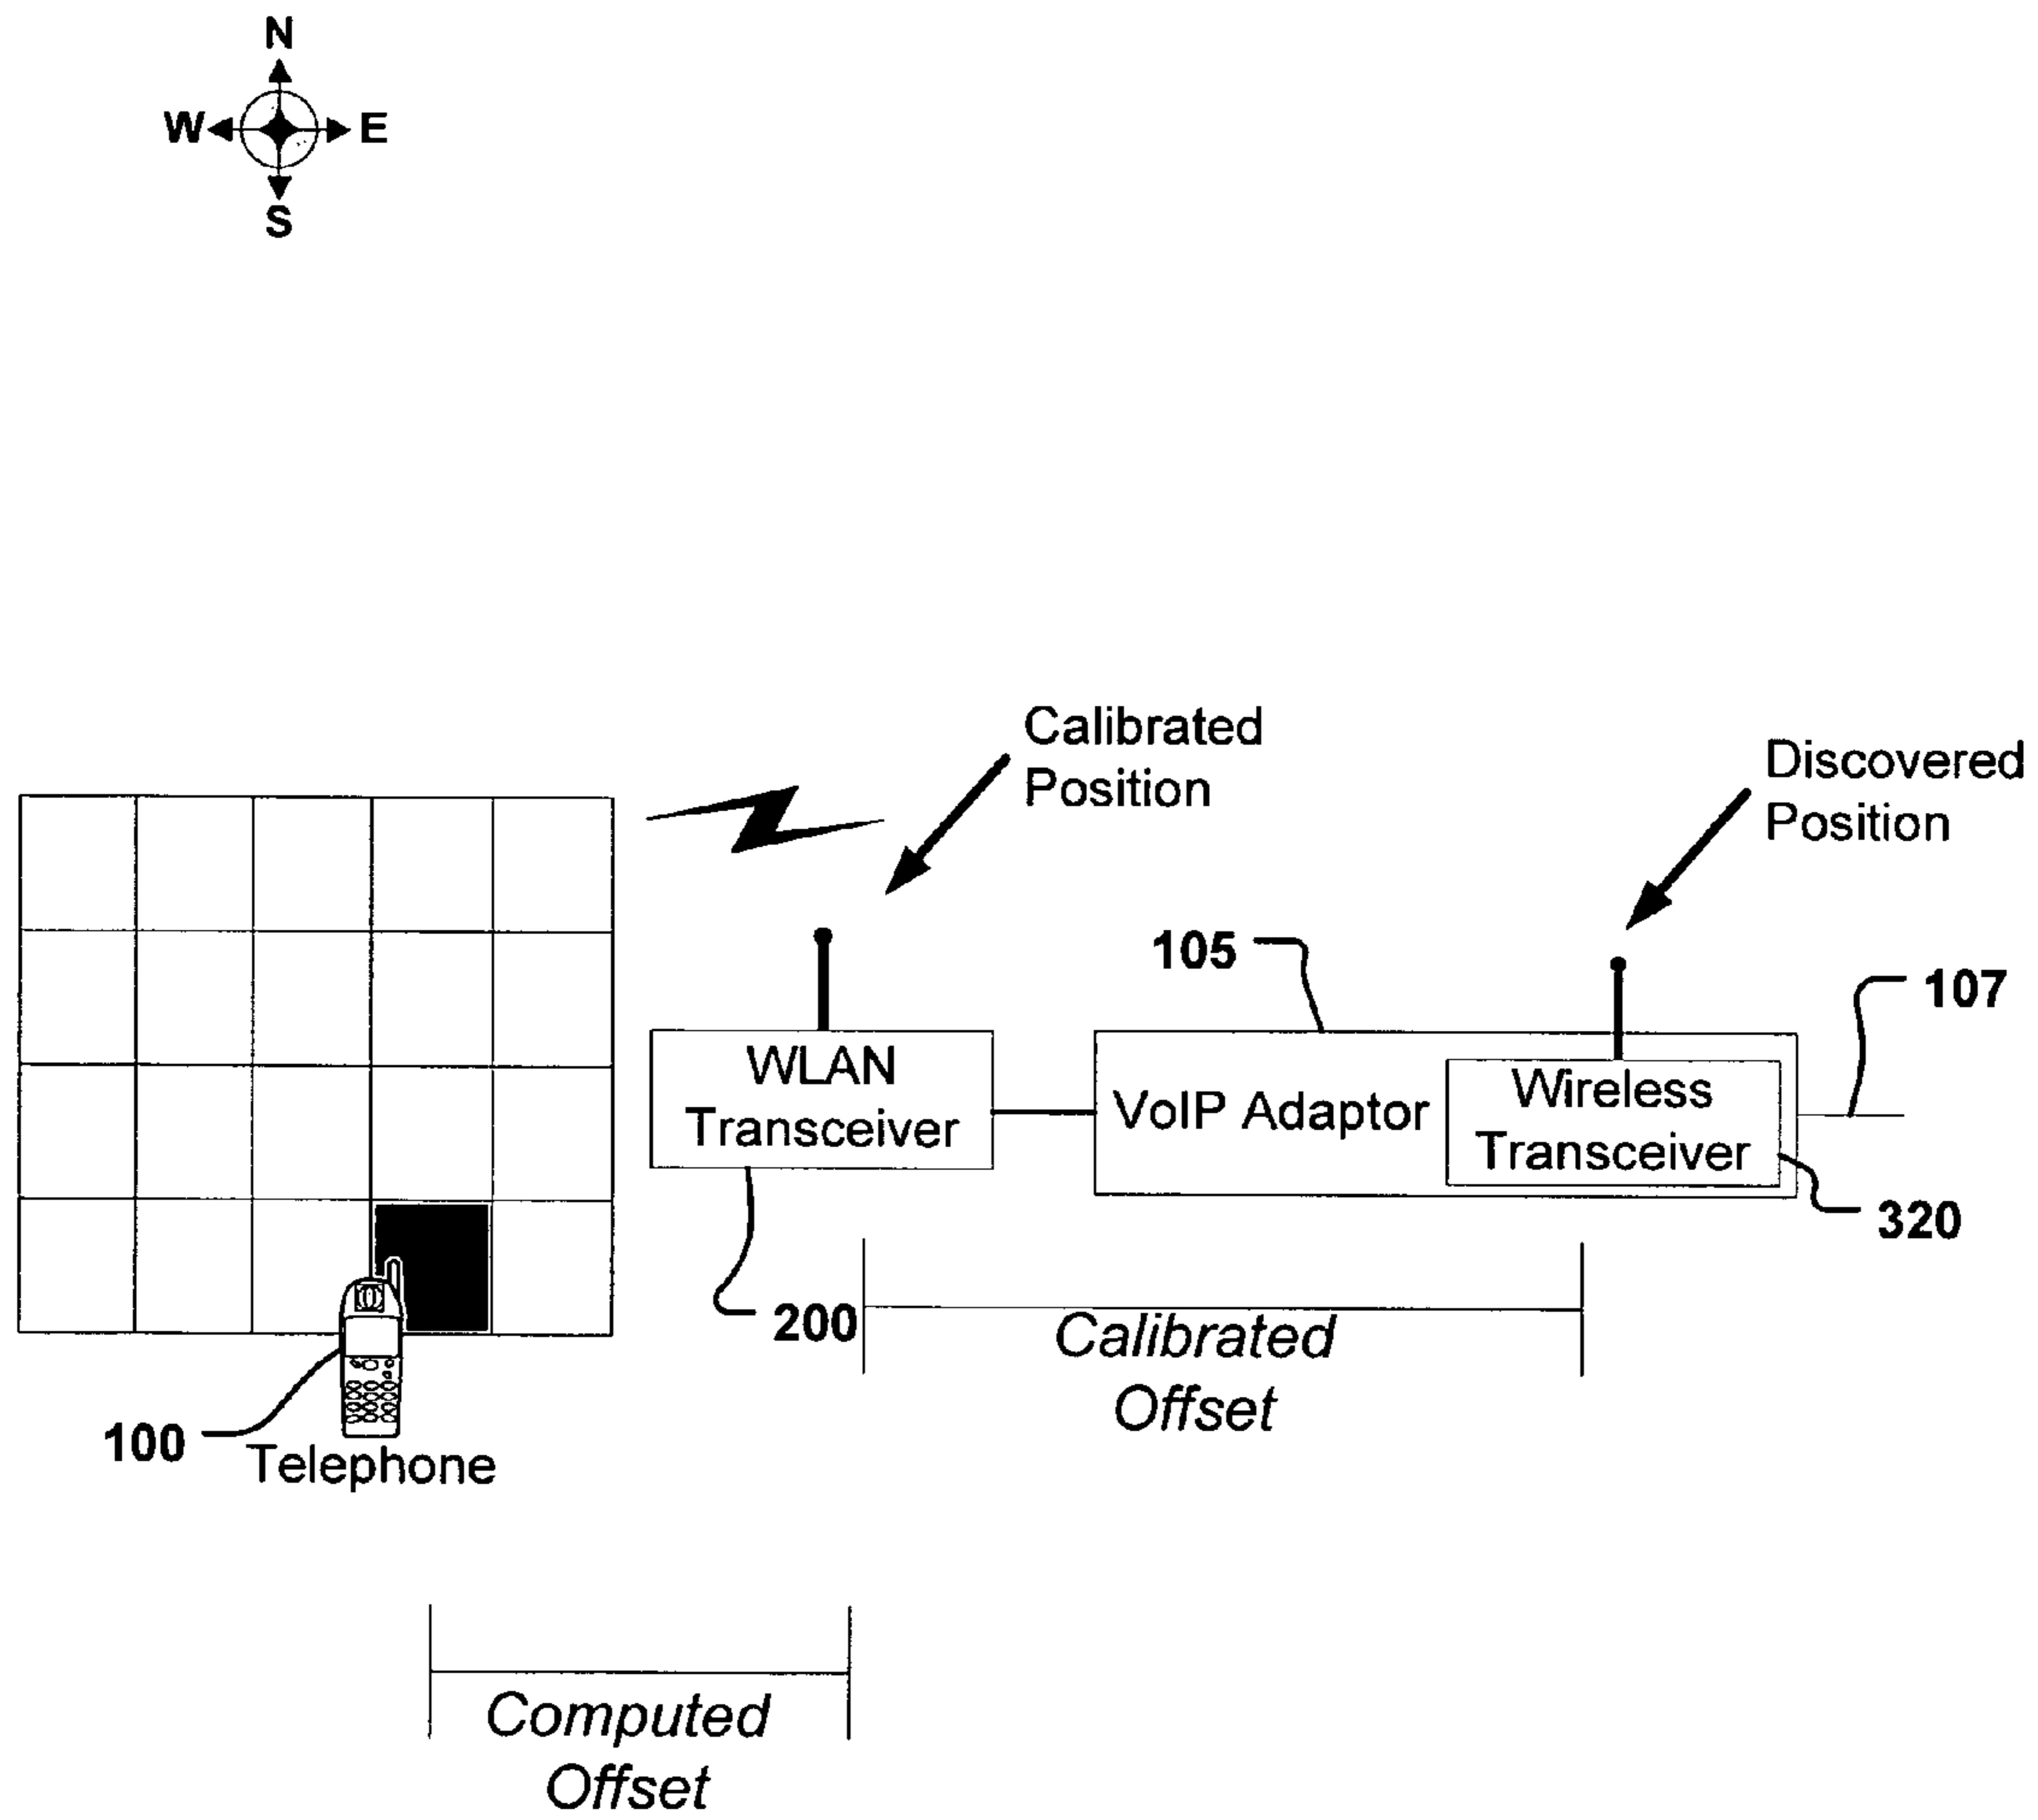 N
W E
S
Calibrated
Position
Discovered
Position
105
107
WLAN
Transceiver
VoIP Adaptor
Wireless
Transceiver
320
200
Calibrated
Offset
100
Telephone
Computed
Offset